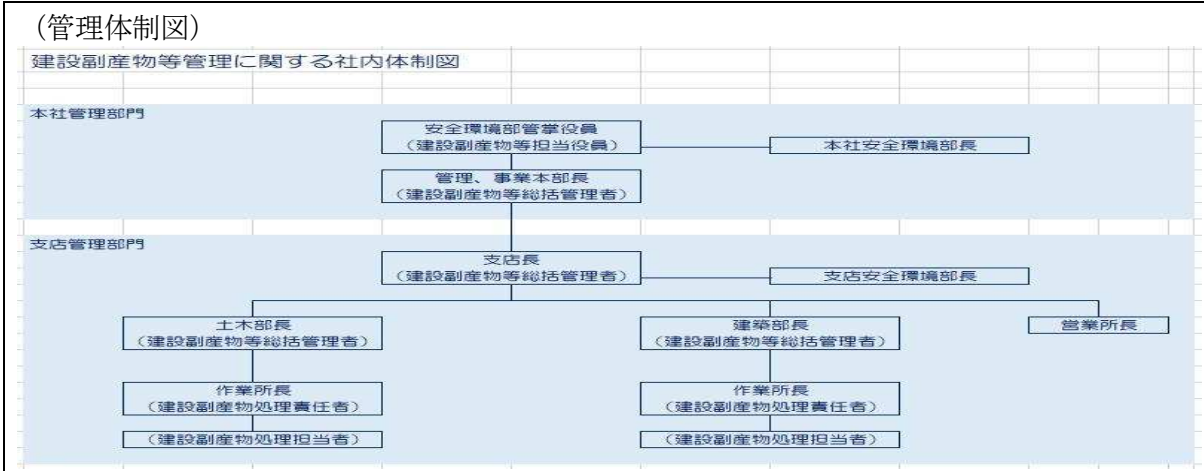 （管理体制図）
建設副産物等管理に関する社内体制図
本社管理部門
安全環境部管掌役員
（建設副産物等担当役員）
本社安全環境部長
管理、事業本部長
（建設副産物等総括管理者）
支店管理部門
支店長
（建設副産物等総括管理者）
支店安全環境部長
土木部長
（建設副産物等総括管理者）
建築部長
（建設副産物等総括管理者）
営業所長
作業所長
（建設副産物処理責任者）
作業所長
（建設副産物処理責任者）
（建設副産物処理担当者）
（建設副産物処理担当者）